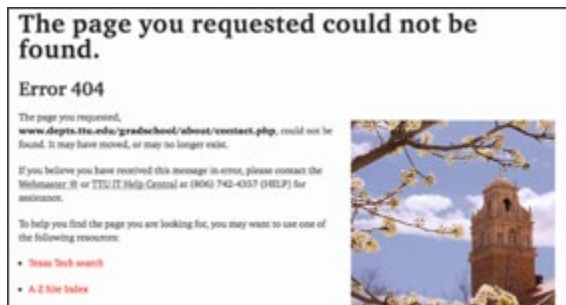 The page you requested could not be
found.
Error 404
The page you requested,
www.depts.ttu.edu/gradschool/about/contact.php, could not be
found. It may have moved, or may no longer exist.
If you believe you have received this message in error, please contact the
Webmaster or TTU IT Help Central at (806) 742-4357 (HELP) for
assistance.
To help you find the page you are looking for, you may want to use one of
the following resources:
• Texas Tech search
• A-Z Site Index